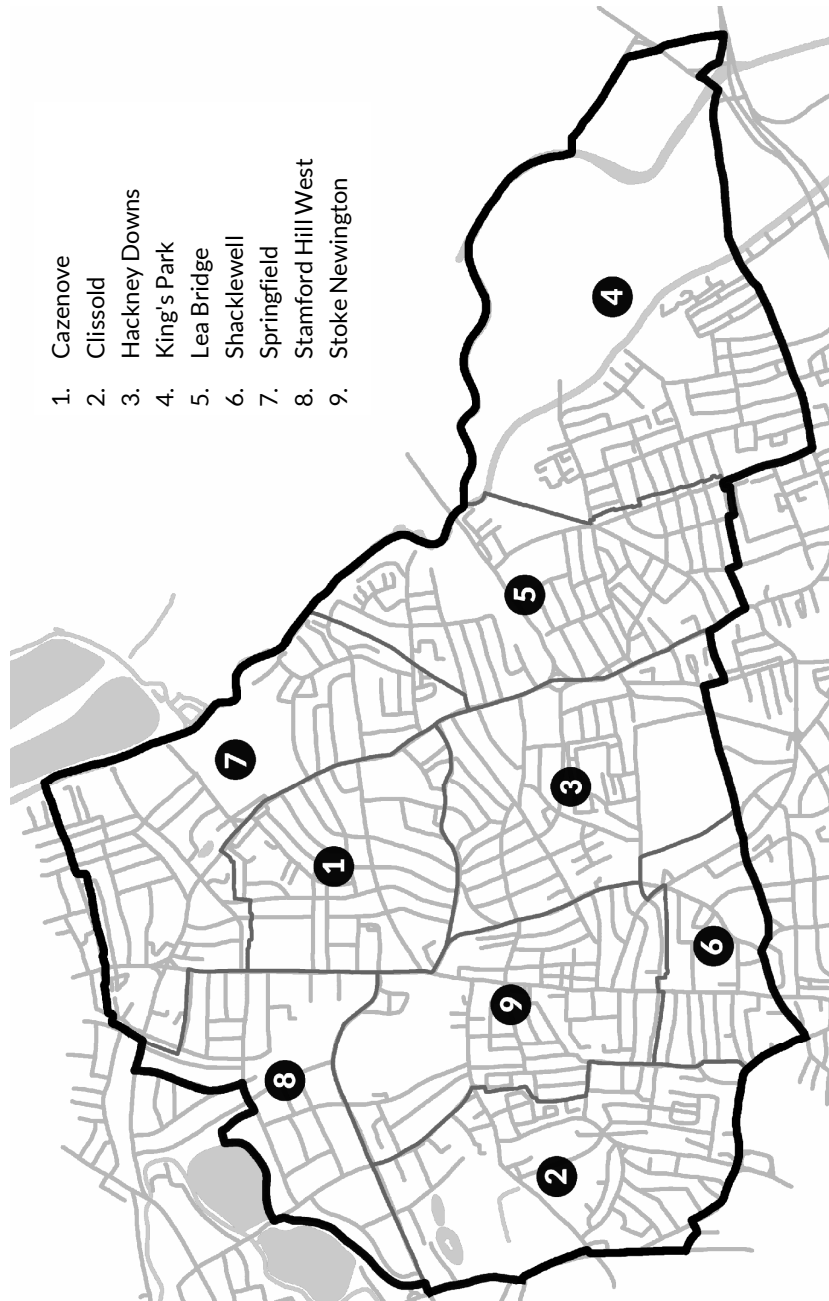 1. Cazenove
2. Clissold
3. Hackney Downs
4. King's Park
5. Lea Bridge
6. Shacklewell
7. Springfield
8. Stamford Hill West
9. Stoke Newington
7
4
5
1
3
8
9
6
2